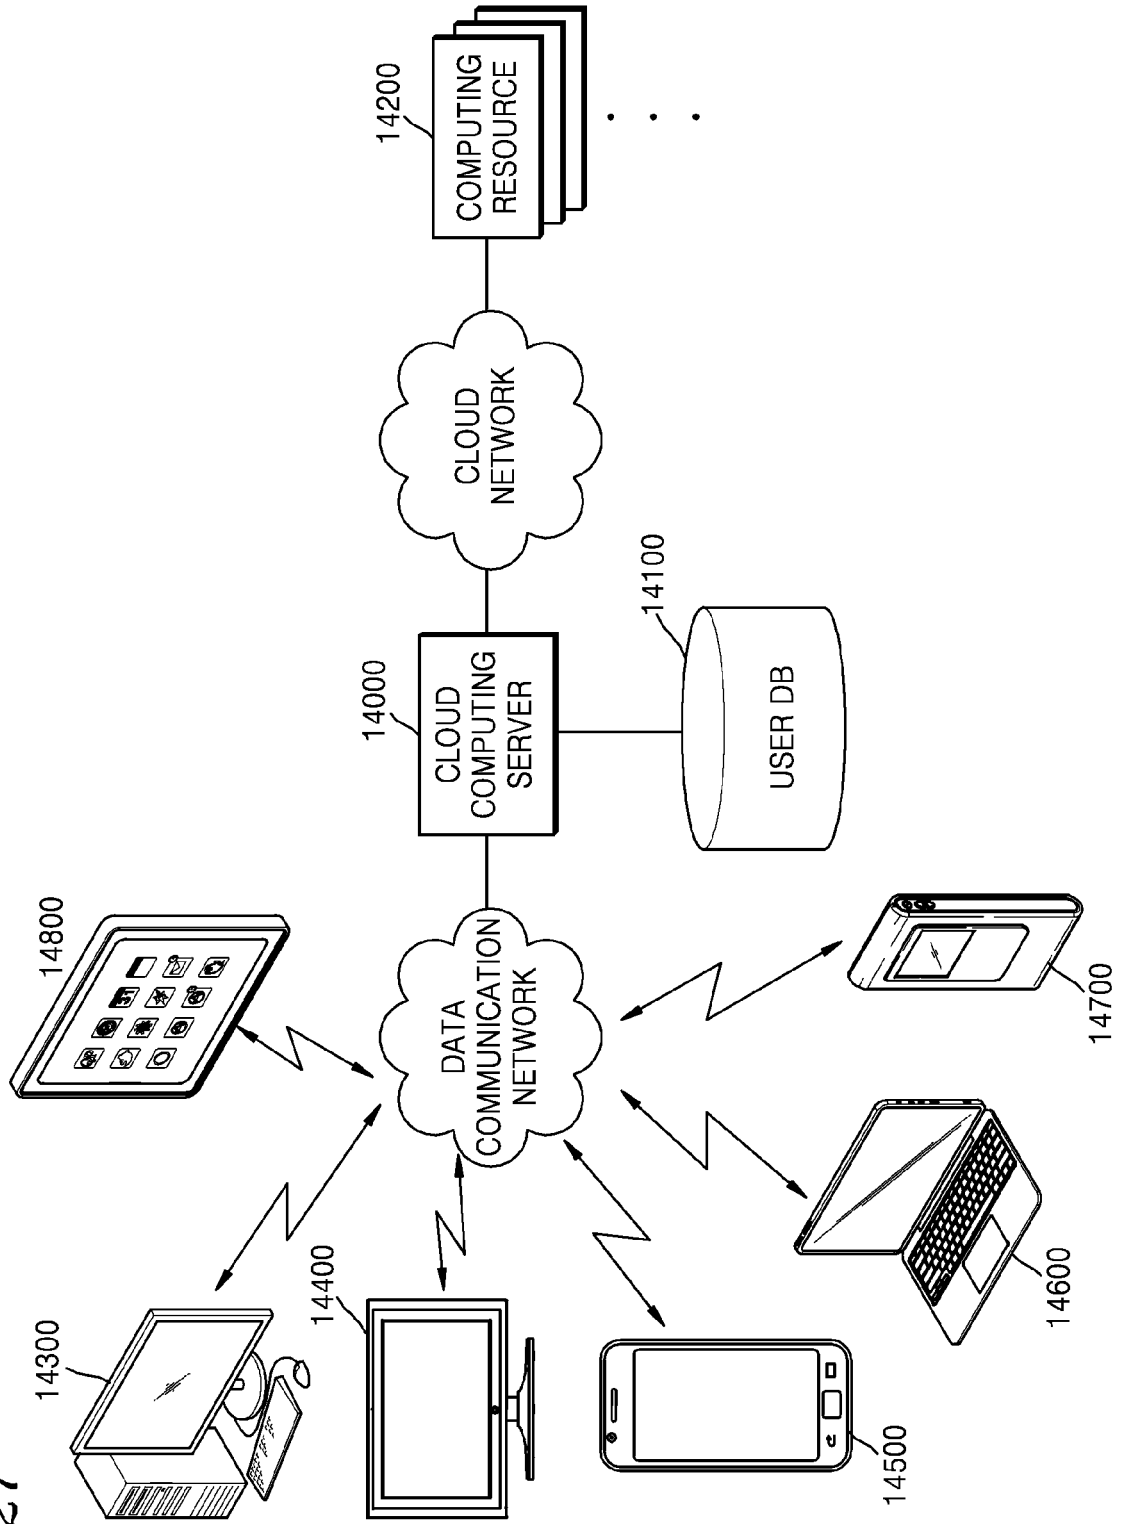 27
14800
14300
14400
14500
14600
14700
DATA
COMMUNICATION
NETWORK
14000
CLOUD
COMPUTING
SERVER
14100
USER DB
CLOUD
NETWORK
14200
COMPUTING
RESOURCE